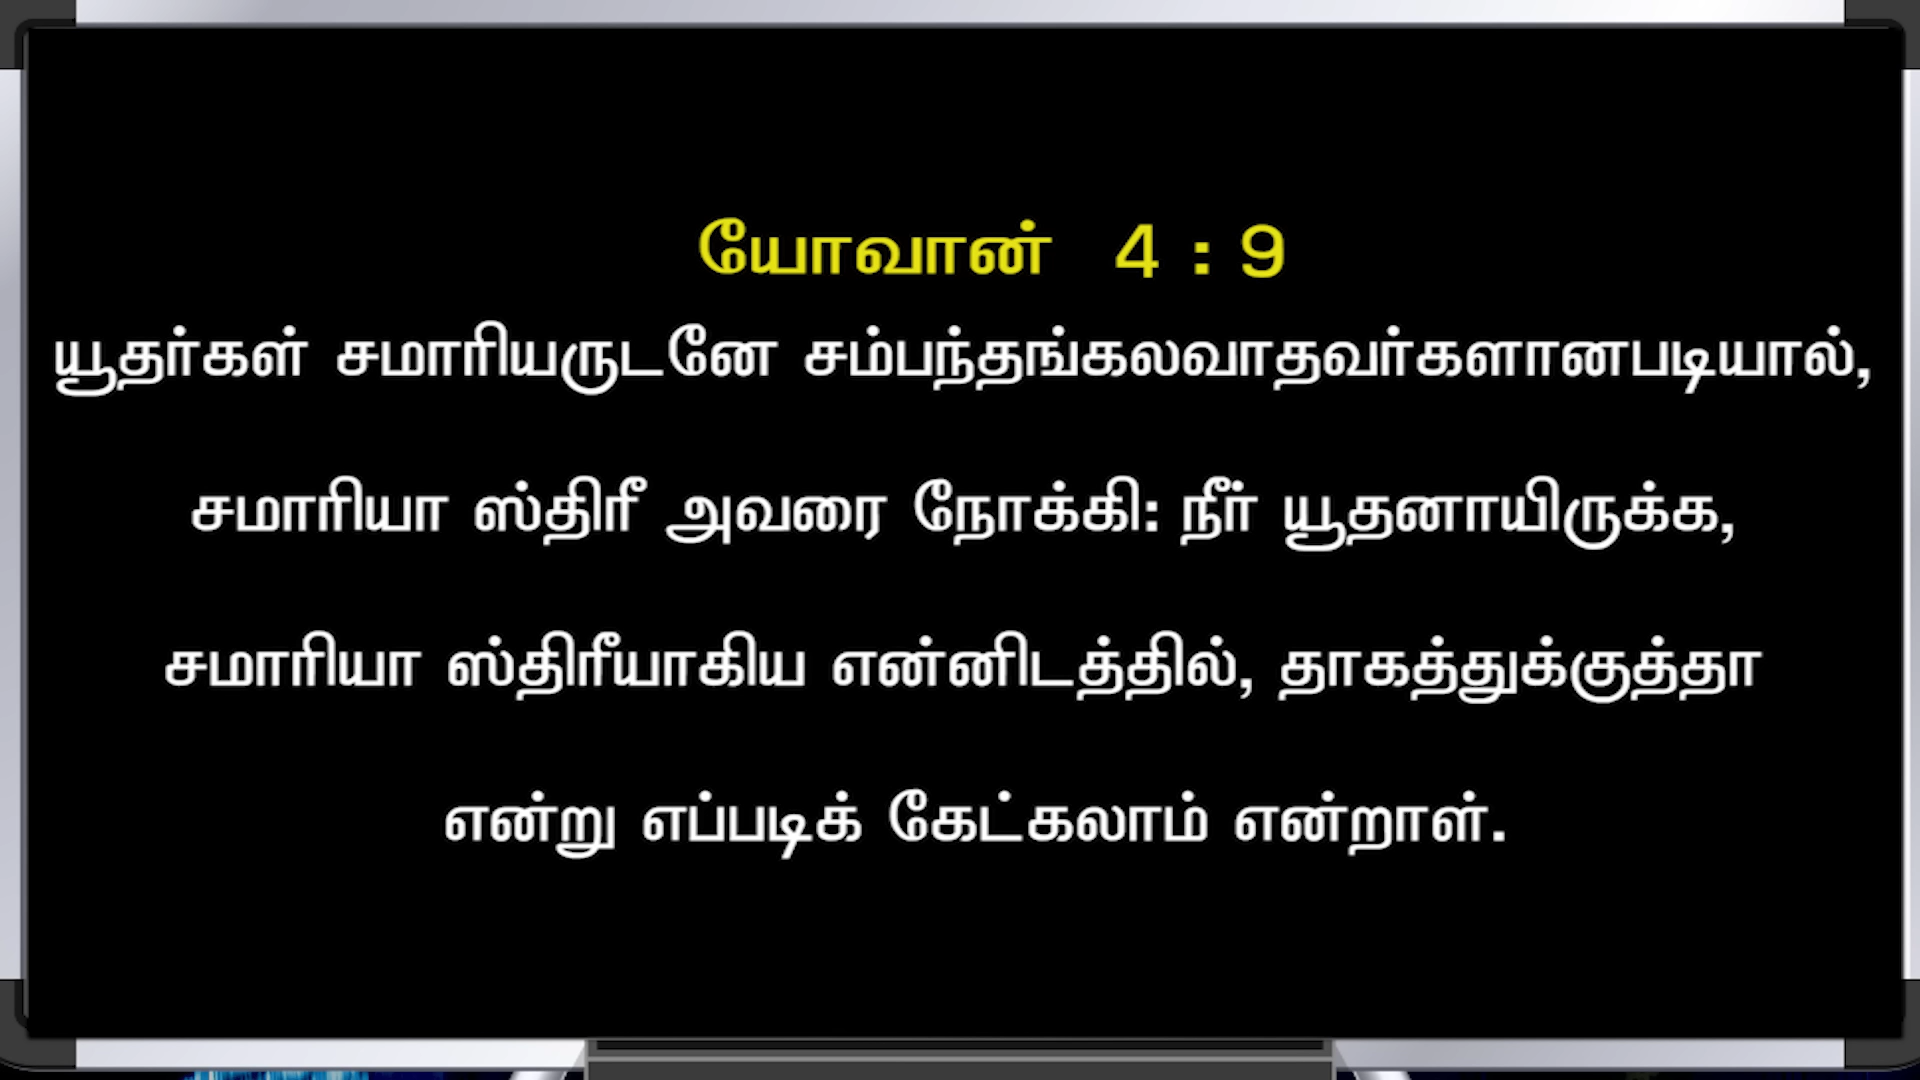 யோவான் 4 : 9
யூதர்கள் சமாரியருடனே சம்பந்தங்கலவாதவர்களானபடியால்,
சமாரியா ஸ்திரீ அவரை நோக்கி: நீர் யூதனாயிருக்க,
சமாரியா ஸ்திரீயாகிய என்னிடத்தில், தாகத்துக்குத்தா
என்று எப்படிக் கேட்கலாம் என்றாள்.